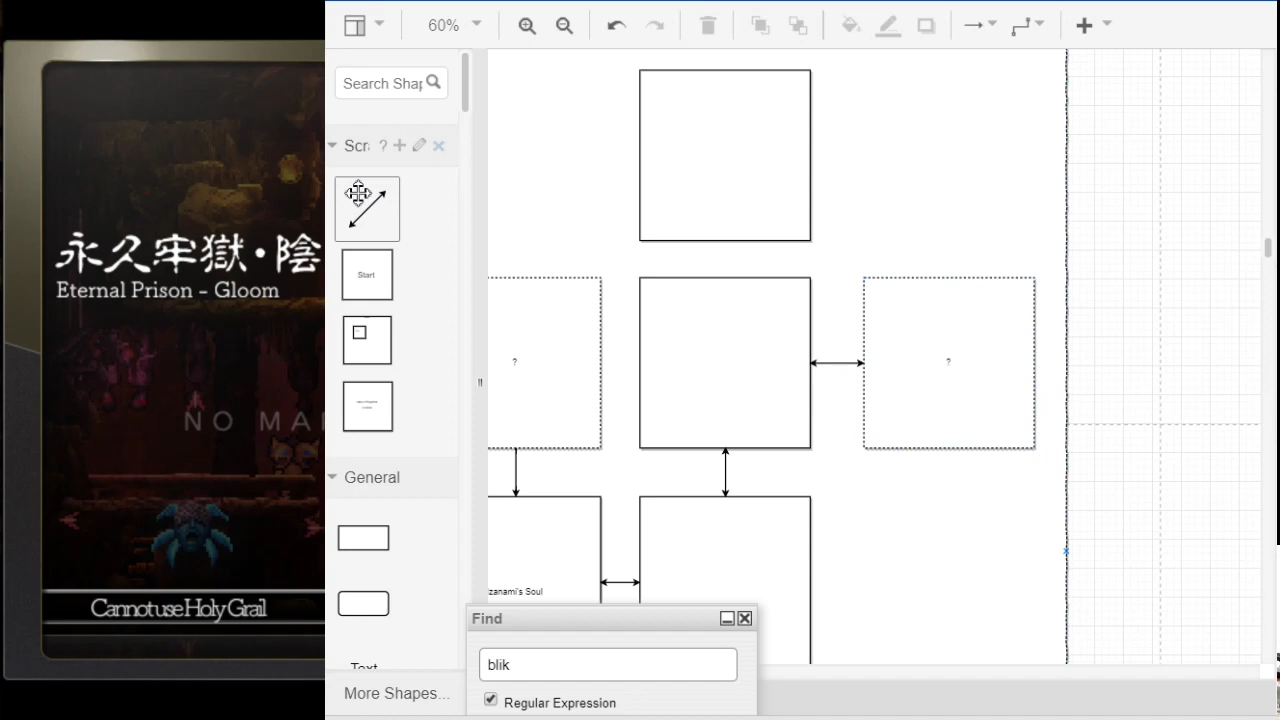 60%
Search Shap
Scr
?
Start
General
Text
More Shapes...
永久牢獄・陰
Eternal Prison - Gloom
NO MA
Cannot use Holy Grail
?
?
zanami's Soul
Find
blik
Regular Expression